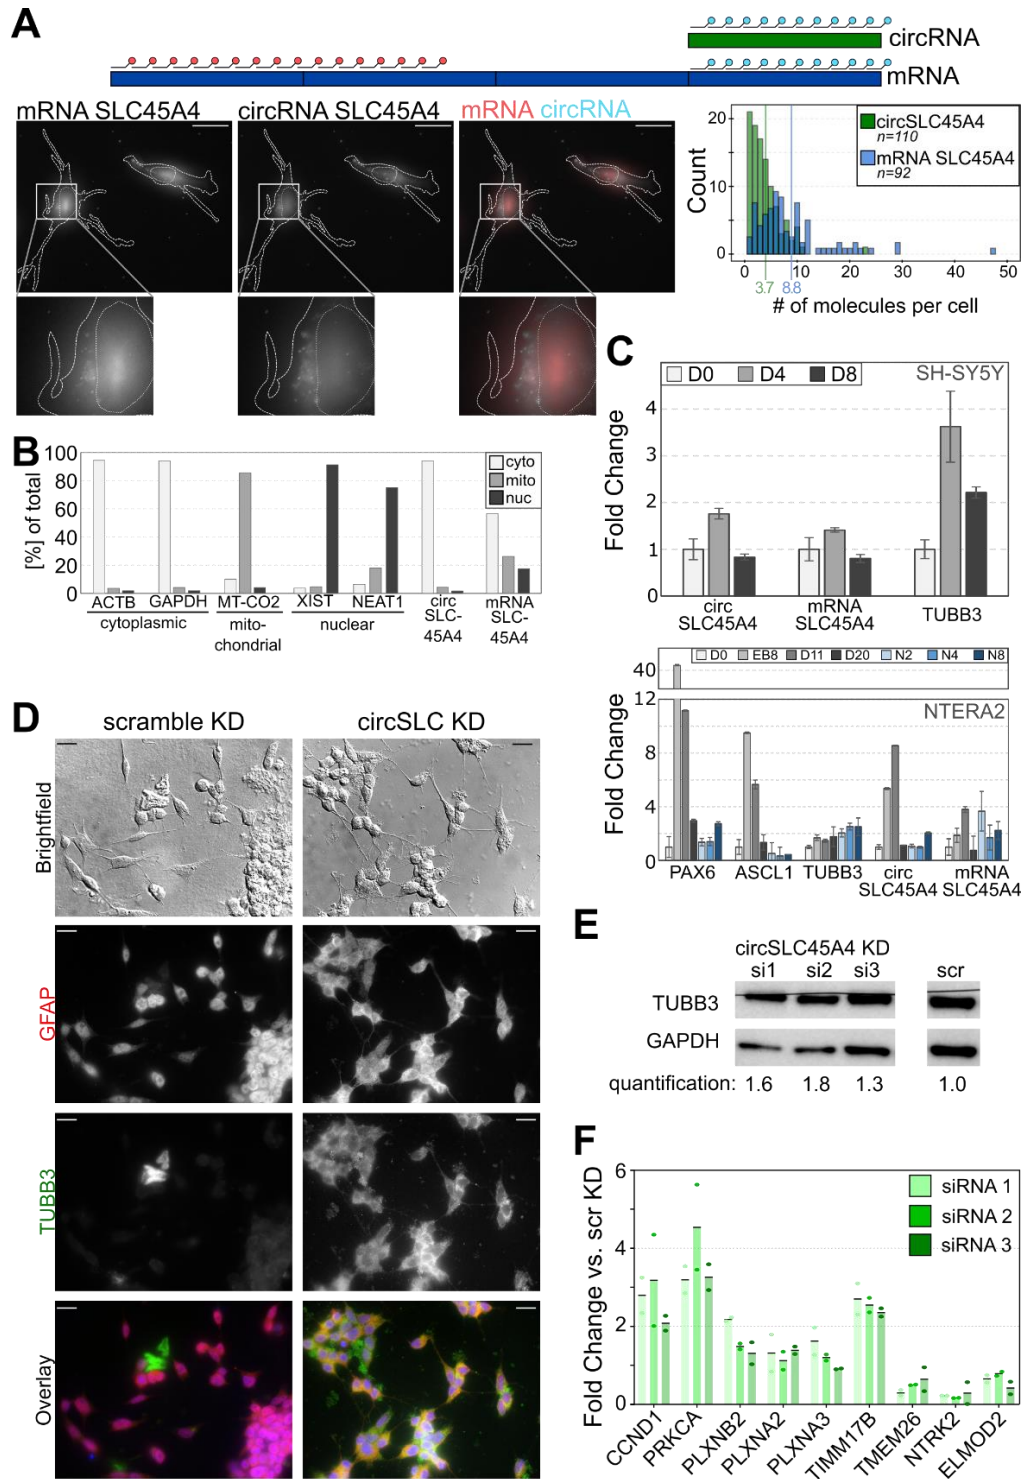 A
circRNA
mRNA
mRNA SLC45A4
circRNA SLC45A4
mRNA circRNA
Count
20
10
0
circSLC45A4
n=110
mRNA SLC45A4
n=92
0 10 20 30 40 50
3.7 8.8
# of molecules per cell
B
[%] of total
100
80
60
40
20
0
cyto
mito
nuc
ACTB GAPDH MT-CO2 XIST NEAT1 circ SLC-45A4 mRNA SLC-45A4
cytoplasmic mito-chondrial nuclear
C
D0 D4 D8
SH-SY5Y
Fold Change
4
3
2
1
0
circ SLC45A4 mRNA SLC45A4 TUBB3
D0 EB8 D11 D20 N2 N4 N8
NTERA2
Fold Change
40
12
8
4
0
PAX6 ASCL1 TUBB3 circ SLC45A4 mRNA SLC45A4
D
scramble KD circSLC KD
Brightfield
GFAP
TUBB3
Overlay
E
circSLC45A4 KD
si1 si2 si3 scr
TUBB3
GAPDH
quantification: 1.6 1.8 1.3 1.0
F
Fold Change vs. scr KD
6
4
2
0
siRNA 1
siRNA 2
siRNA 3
CCND1 PRKCA PLXNB2 PLXNA2 PLXNA3 TIMM17B TMEM26 NTRK2 ELMOD2